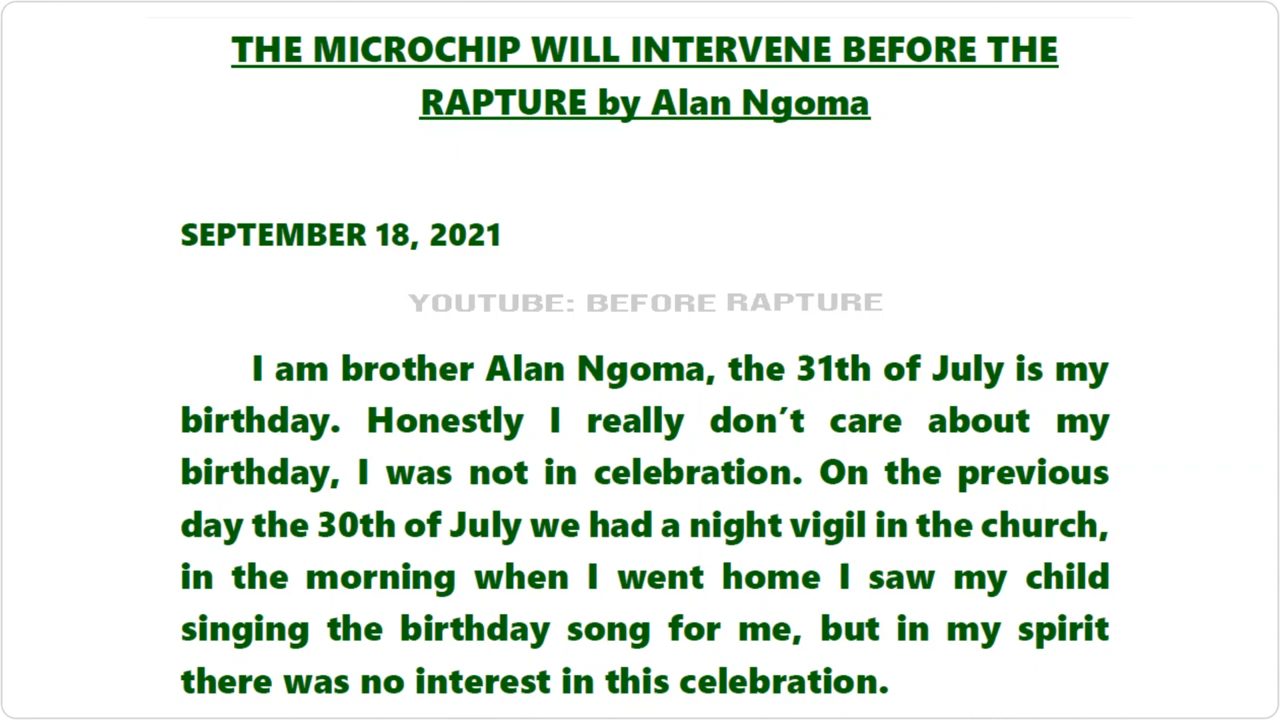 THE MICROCHIP WILL INTERVENE BEFORE THE
RAPTURE by Alan Ngoma
SEPTEMBER 18, 2021
YOUTUBE: BEFORE RAPTURE
I am brother Alan Ngoma, the 31th of July is my
birthday. Honestly I really don’t care about my
birthday, I was not in celebration. On the previous
day the 30th of July we had a night vigil in the church,
in the morning when I went home I saw my child
singing the birthday song for me, but in my spirit
there was no interest in this celebration.